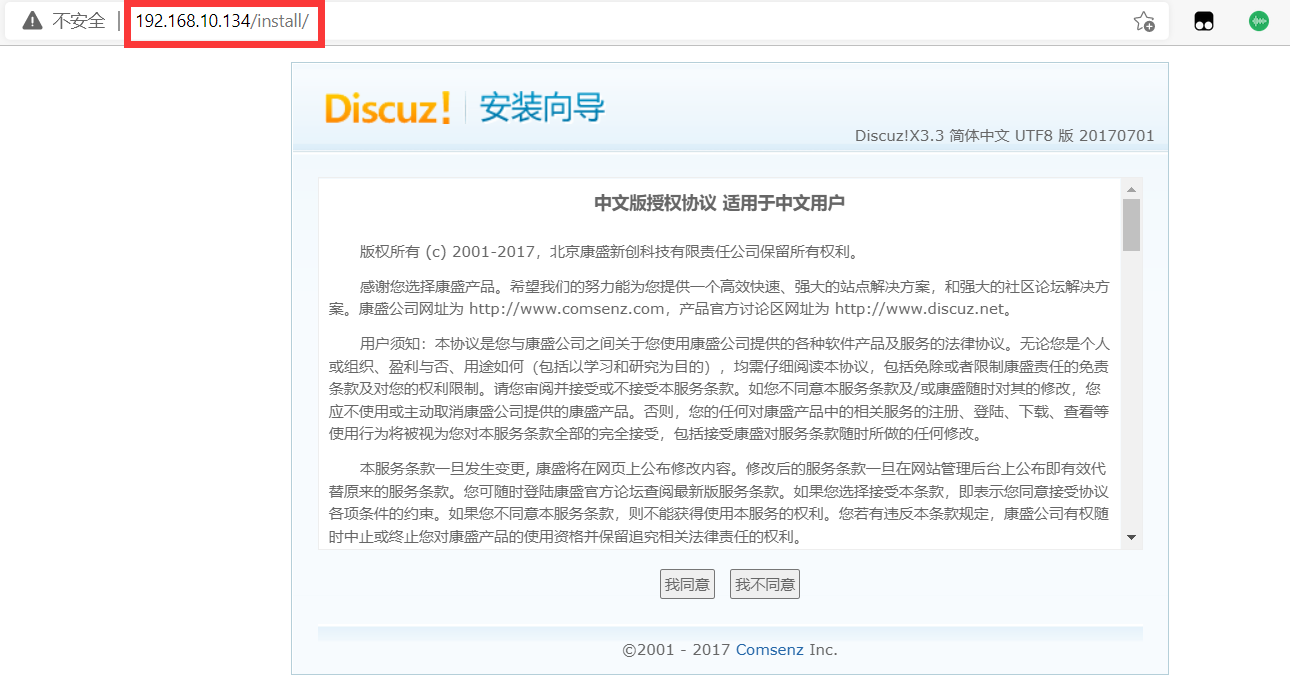 不安全 | 192.168.10.134/install/
Discuz! 安装向导
Discuz!X3.3 简体中文 UTF8 版 20170701
中文版授权协议 适用于中文用户
版权所有 (c) 2001-2017，北京康盛新创科技有限责任公司保留所有权利。
感谢您选择康盛产品。希望我们的努力能为您提供一个高效快速、强大的站点解决方案，和强大的社区论坛解决方
案。康盛公司网址为 http://www.comsenz.com，产品官方讨论区网址为 http://www.discuz.net。
用户须知：本协议是您与康盛公司之间关于您使用康盛公司提供的各种软件产品及服务的法律协议。无论您是个人
或组织、盈利与否、用途如何（包括以学习和研究为目的），均需仔细阅读本协议，包括免除或者限制康盛责任的免责
条款及对您的权利限制。请您审阅并接受或不接受本服务条款。如您不同意本服务条款及/或康盛随时对其的修改，您
应不使用或主动取消康盛公司提供的康盛产品。否则，您的任何对康盛产品中的相关服务的注册、登陆、下载、查看等
使用行为将被视为您对本服务条款全部的完全接受，包括接受康盛对服务条款随时所做的任何修改。
本服务条款一旦发生变更, 康盛将在网页上公布修改内容。修改后的服务条款一旦在网站管理后台上公布即有效代
替原来的服务条款。您可随时登陆康盛官方论坛查阅最新版服务条款。如果您选择接受本条款，即表示您同意接受协议
各项条件的约束。如果您不同意本服务条款，则不能获得使用本服务的权利。您若有违反本条款规定，康盛公司有权随
时中止或终止您对康盛产品的使用资格并保留追究相关法律责任的权利。
我同意 我不同意
©2001 - 2017 Comsenz Inc.